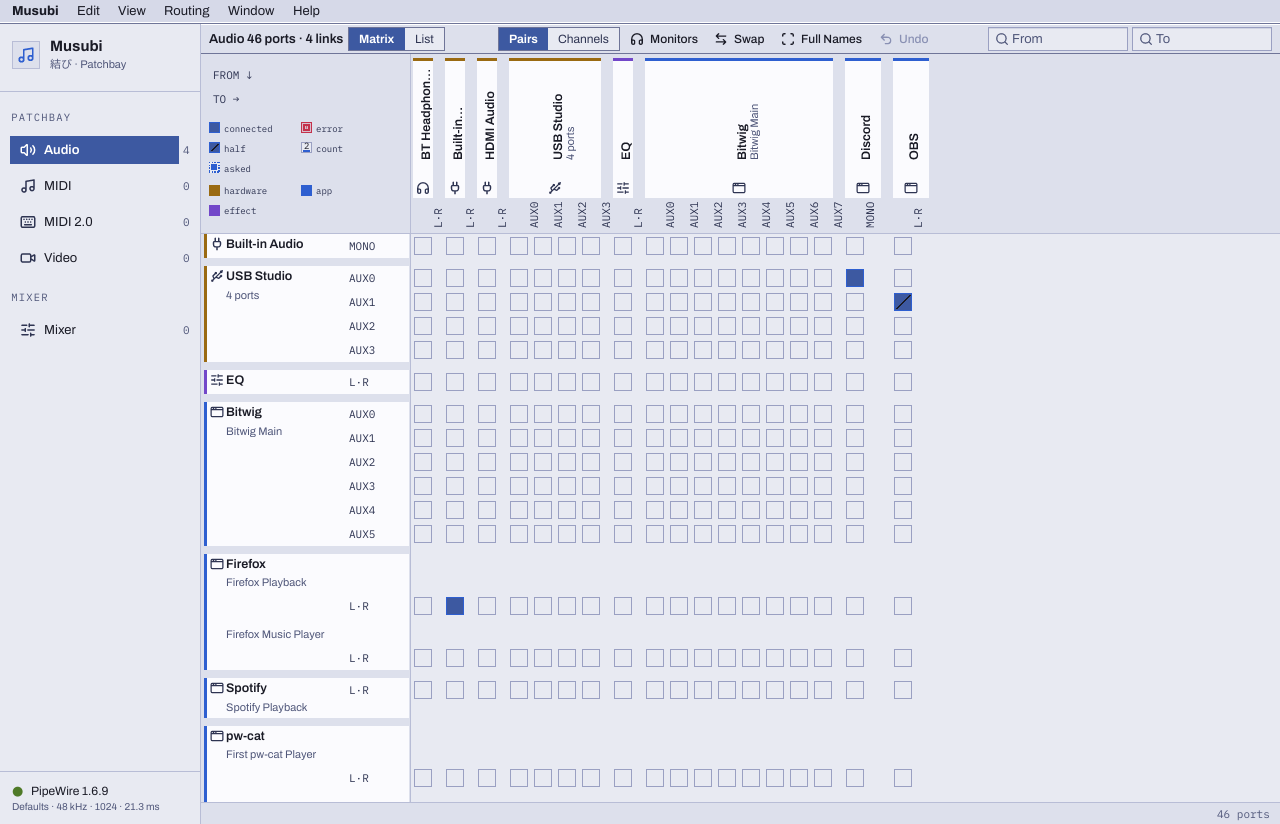 Musubi Edit View Routing Window Help
Musubi
結び · Patchbay
PATCHBAY
Audio 4
MIDI 0
MIDI 2.0 0
Video 0
MIXER
Mixer 0
PipeWire 1.6.9
Defaults · 48 kHz · 1024 · 21.3 ms
Audio 46 ports · 4 links Matrix List Pairs Channels Monitors Swap Full Names Undo From To
FROM ↓
TO →
connected error
half 2 count
asked
hardware app
effect
BT Headphon…
Built-in…
HDMI Audio
USB Studio
4 ports
EQ
Bitwig
Bitwig Main
Discord
OBS
L·R L·R L·R AUX0 AUX1 AUX2 AUX3 L·R AUX0 AUX1 AUX2 AUX3 AUX4 AUX5 AUX6 AUX7 MONO L·R
Built-in Audio MONO
USB Studio AUX0
4 ports AUX1
AUX2
AUX3
EQ L·R
Bitwig AUX0
Bitwig Main AUX1
AUX2
AUX3
AUX4
AUX5
Firefox
Firefox Playback
L·R
Firefox Music Player
L·R
Spotify L·R
Spotify Playback
pw-cat
First pw-cat Player
L·R
46 ports